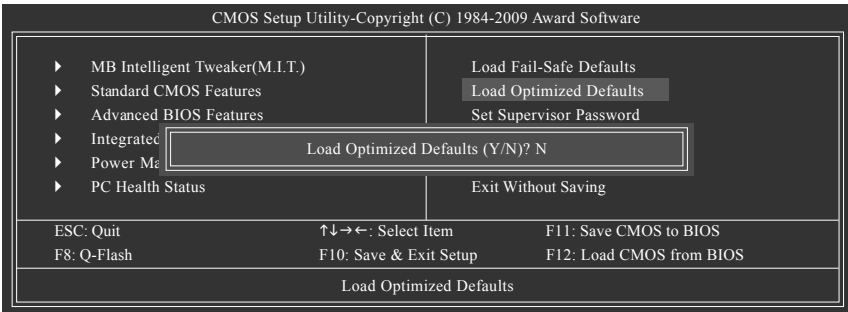 CMOS Setup Utility-Copyright (C) 1984-2009 Award Software
MB Intelligent Tweaker(M.I.T.)
Standard CMOS Features
Advanced BIOS Features
Integrated
Power Ma
PC Health Status
Load Fail-Safe Defaults
Load Optimized Defaults
Set Supervisor Password
Exit Without Saving
Load Optimized Defaults (Y/N)? N
ESC: Quit
↑↓→←: Select Item
F11: Save CMOS to BIOS
F8: Q-Flash
F10: Save & Exit Setup
F12: Load CMOS from BIOS
Load Optimized Defaults